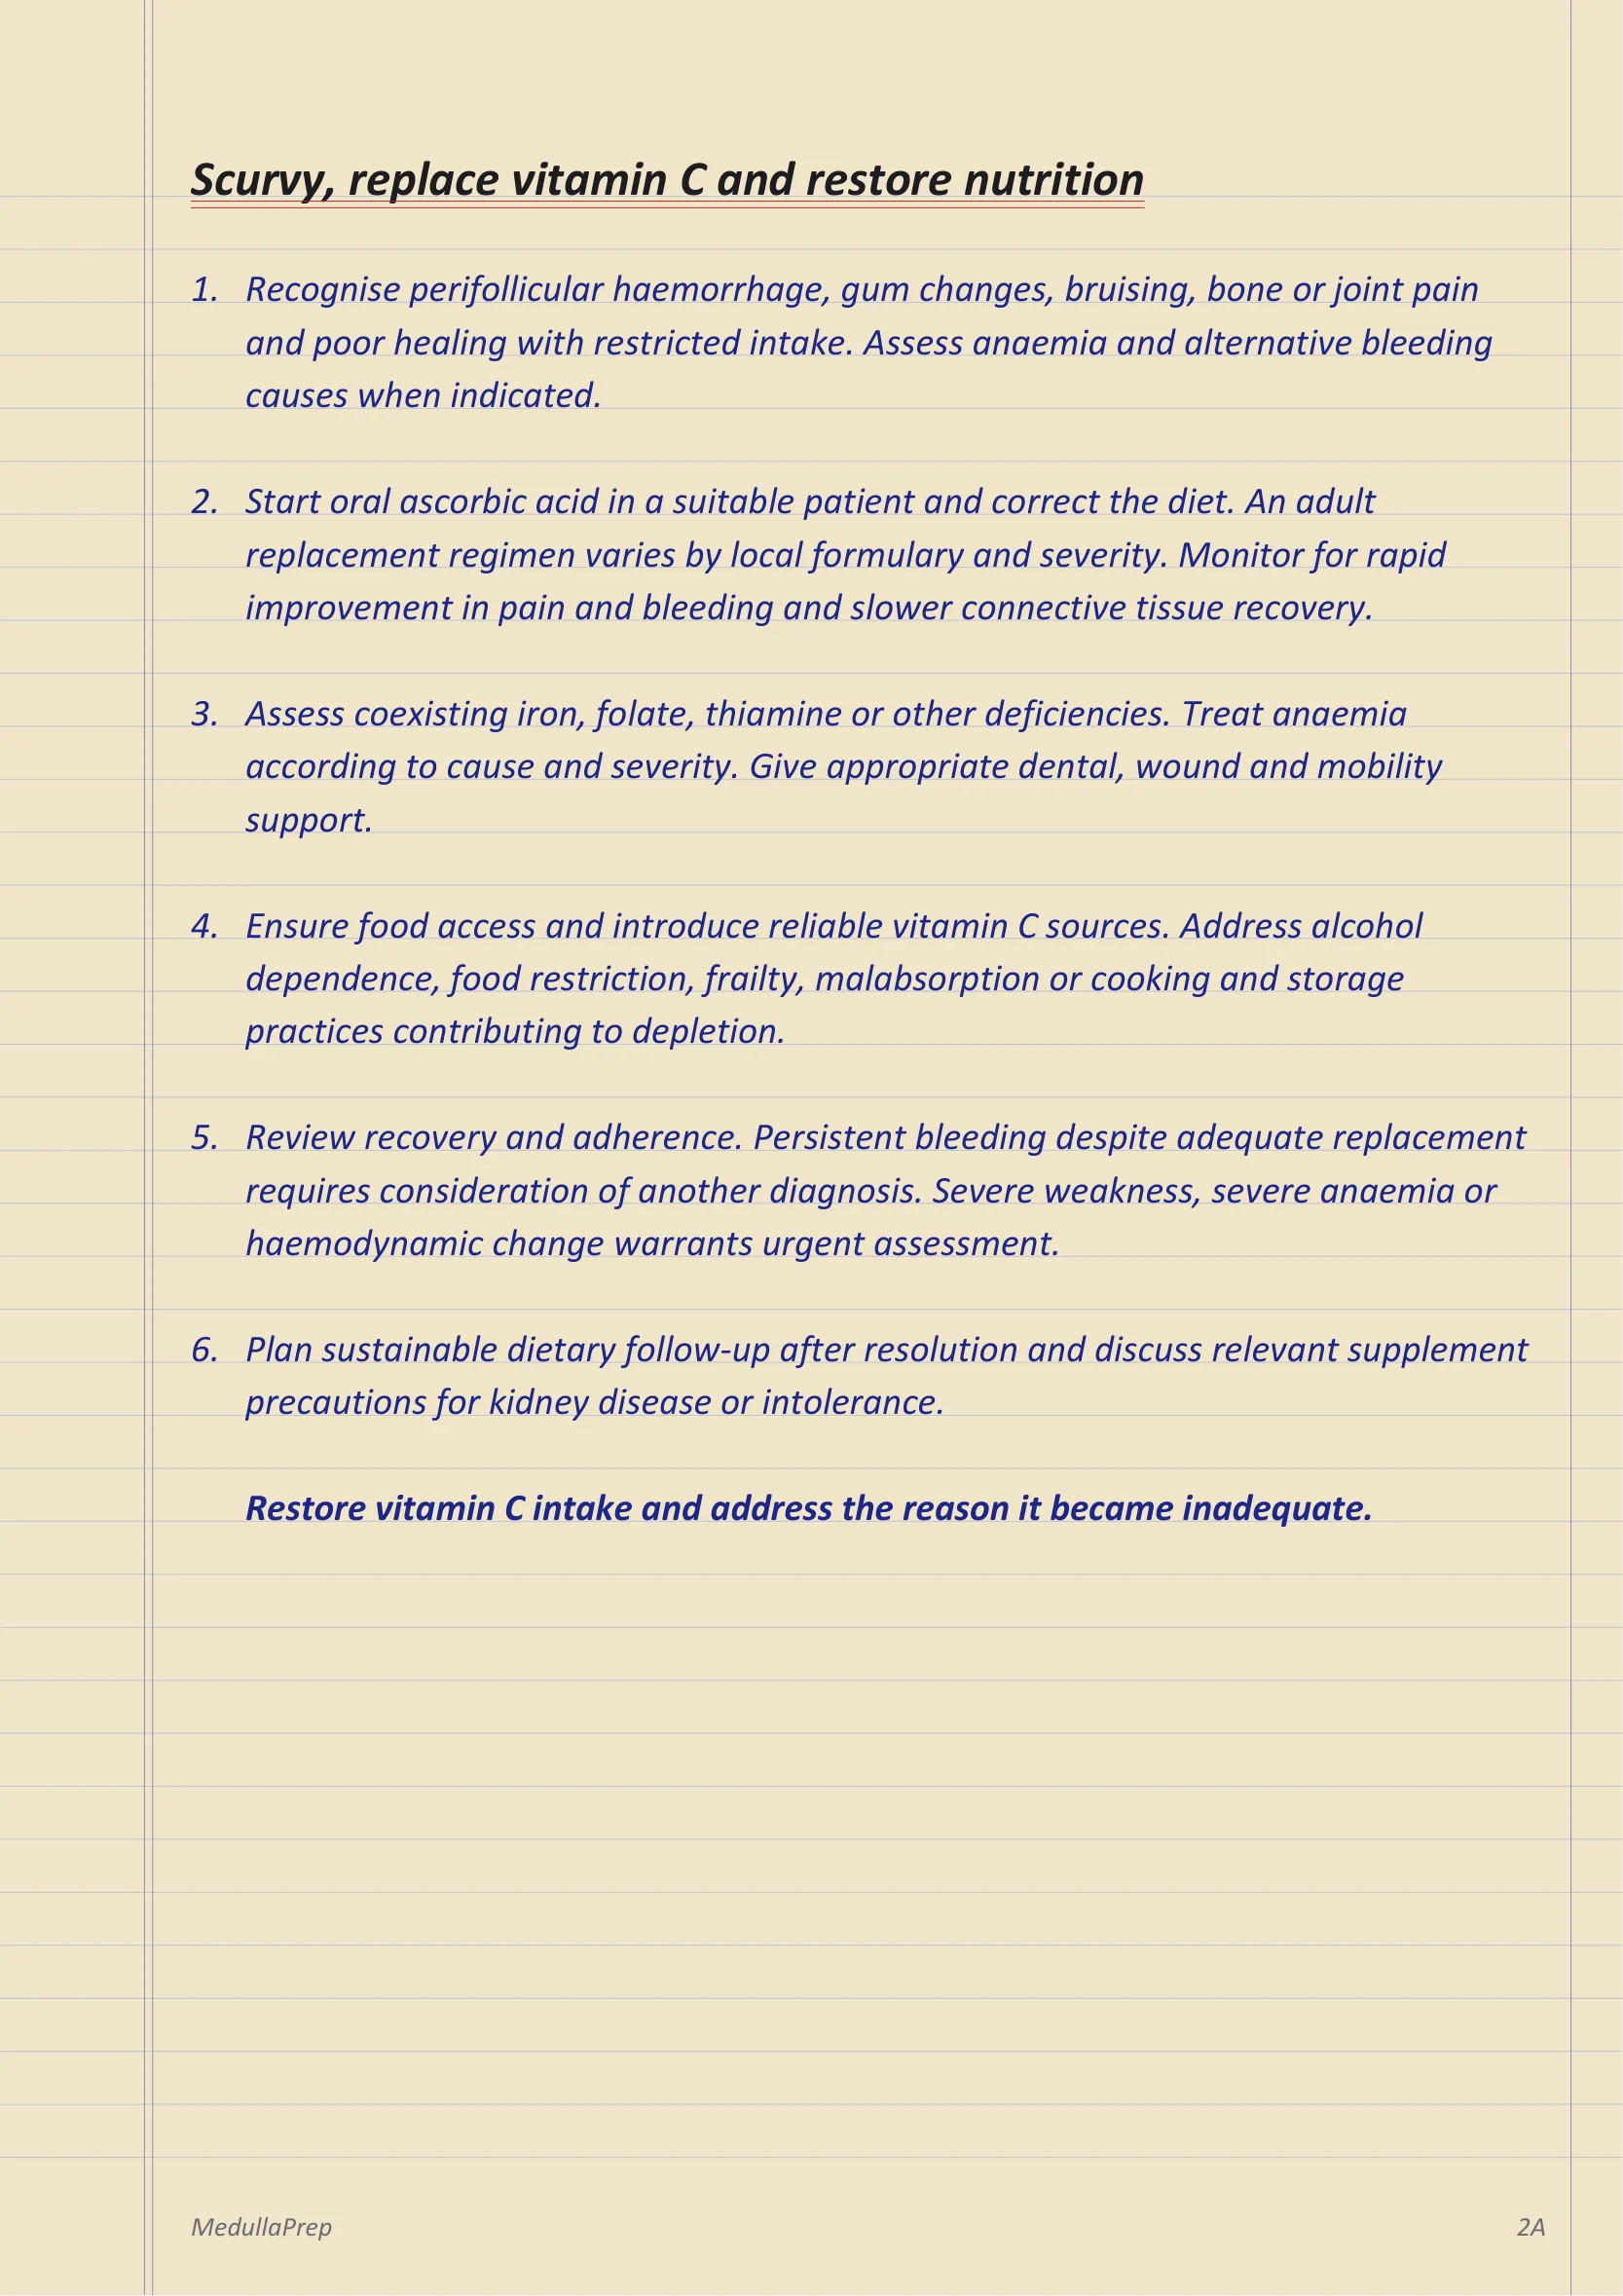 Scurvy, replace vitamin C and restore nutrition
1. Recognise perifollicular haemorrhage, gum changes, bruising, bone or joint pain
and poor healing with restricted intake. Assess anaemia and alternative bleeding
causes when indicated.
2. Start oral ascorbic acid in a suitable patient and correct the diet. An adult
replacement regimen varies by local formulary and severity. Monitor for rapid
improvement in pain and bleeding and slower connective tissue recovery.
3. Assess coexisting iron, folate, thiamine or other deficiencies. Treat anaemia
according to cause and severity. Give appropriate dental, wound and mobility
support.
4. Ensure food access and introduce reliable vitamin C sources. Address alcohol
dependence, food restriction, frailty, malabsorption or cooking and storage
practices contributing to depletion.
5. Review recovery and adherence. Persistent bleeding despite adequate replacement
requires consideration of another diagnosis. Severe weakness, severe anaemia or
haemodynamic change warrants urgent assessment.
6. Plan sustainable dietary follow-up after resolution and discuss relevant supplement
precautions for kidney disease or intolerance.
Restore vitamin C intake and address the reason it became inadequate.
MedullaPrep
2A